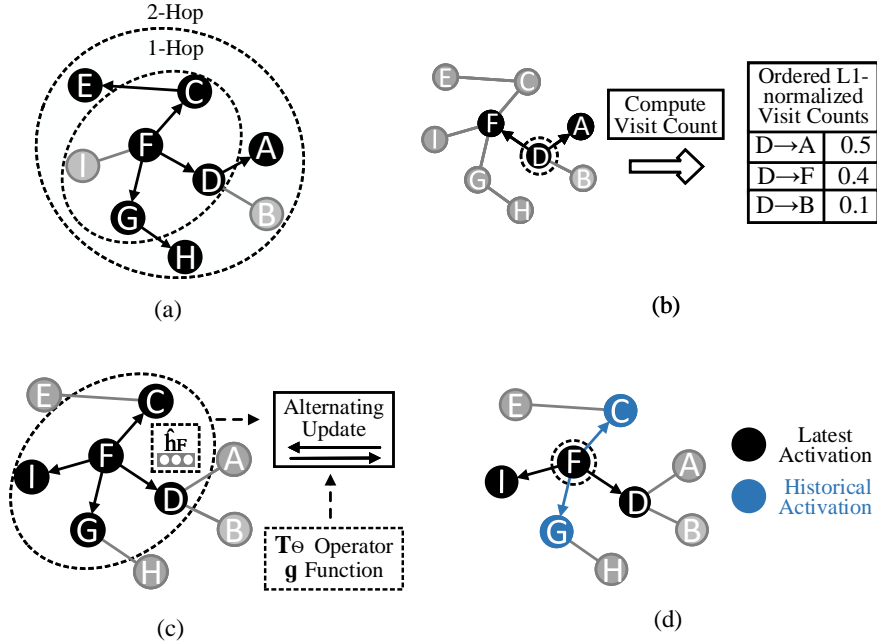 2-Hop
1-Hop
E
C
F
A
I
D
G
B
H
(a)
E
C
F
A
I
D
G
B
H
Compute
Visit Count
Ordered L1-
normalized
Visit Counts
D→A 0.5
D→F 0.4
D→B 0.1
(b)
E
C
ĥF
F
A
I
D
G
B
H
Alternating
Update
TΘ Operator
g Function
(c)
E
C
F
A
I
D
G
B
H
Latest
Activation
Historical
Activation
(d)